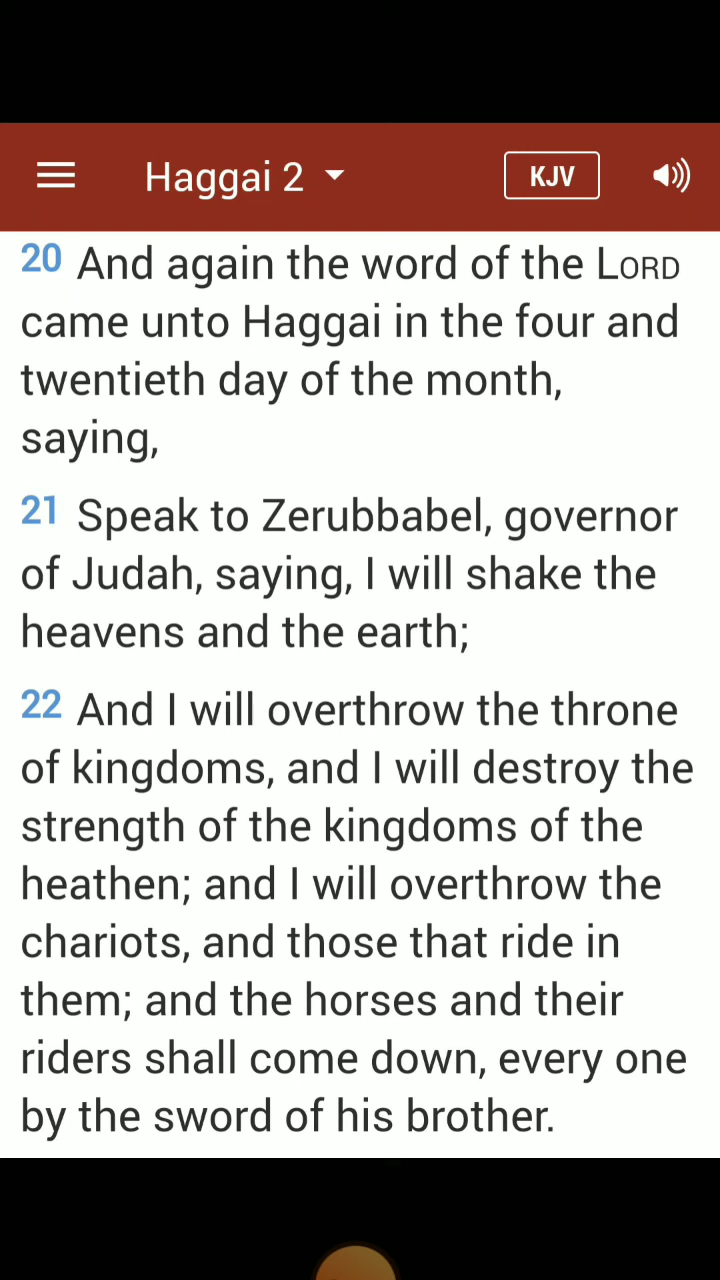 Haggai 2 KJV
20 And again the word of the LORD
came unto Haggai in the four and
twentieth day of the month,
saying,
21 Speak to Zerubbabel, governor
of Judah, saying, I will shake the
heavens and the earth;
22 And I will overthrow the throne
of kingdoms, and I will destroy the
strength of the kingdoms of the
heathen; and I will overthrow the
chariots, and those that ride in
them; and the horses and their
riders shall come down, every one
by the sword of his brother.